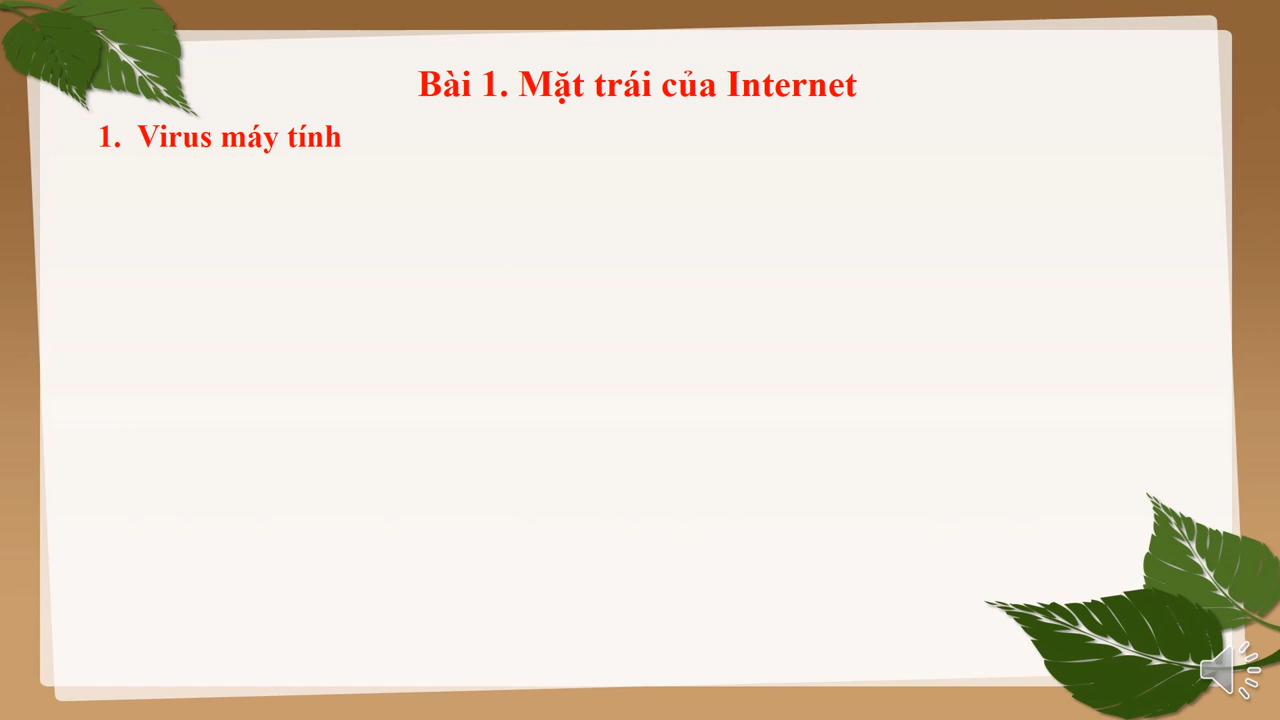 Bài 1. Mặt trái của Internet
1. Virus máy tính